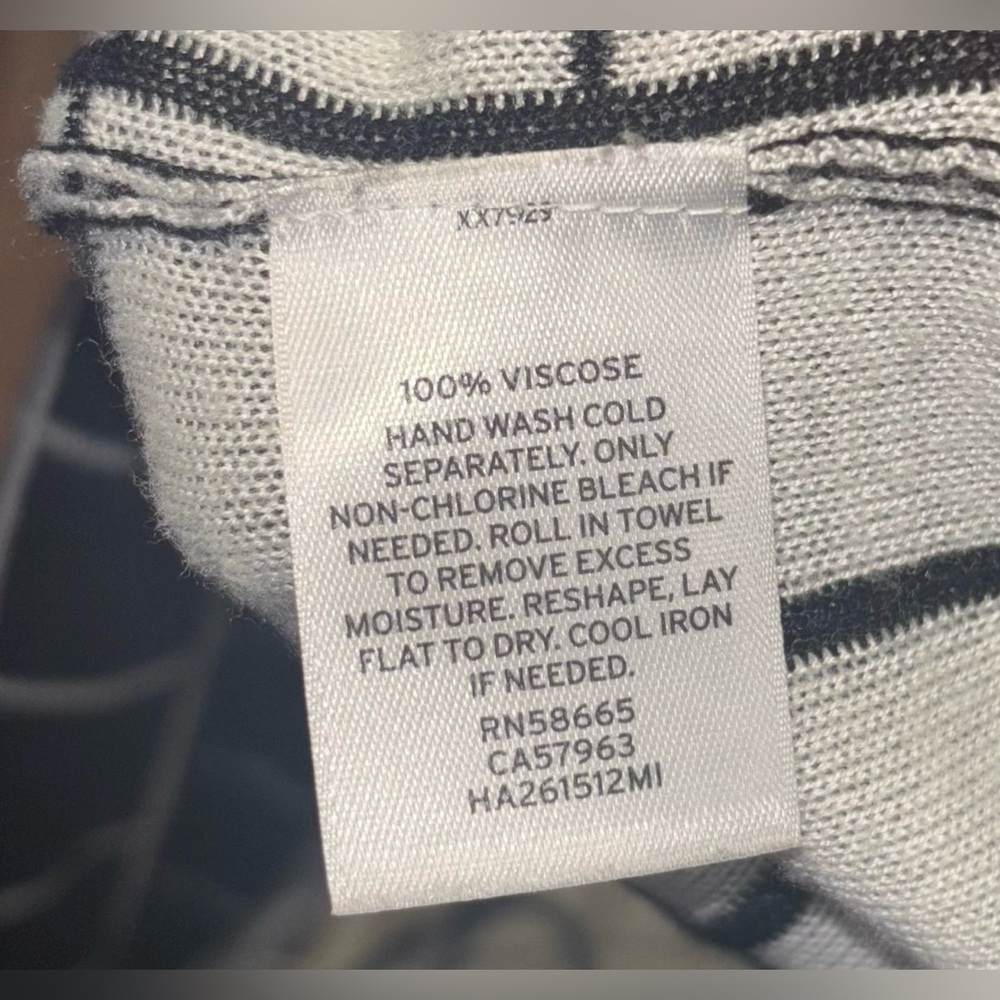 100% VISCOSE
HAND WASH COLD
SEPARATELY. ONLY
NON-CHLORINE BLEACH IF
NEEDED. ROLL IN TOWEL
TO REMOVE EXCESS
MOISTURE. RESHAPE, LAY
FLAT TO DRY. COOL IRON
IF NEEDED.
RN58665
CA57963
HA261512MI